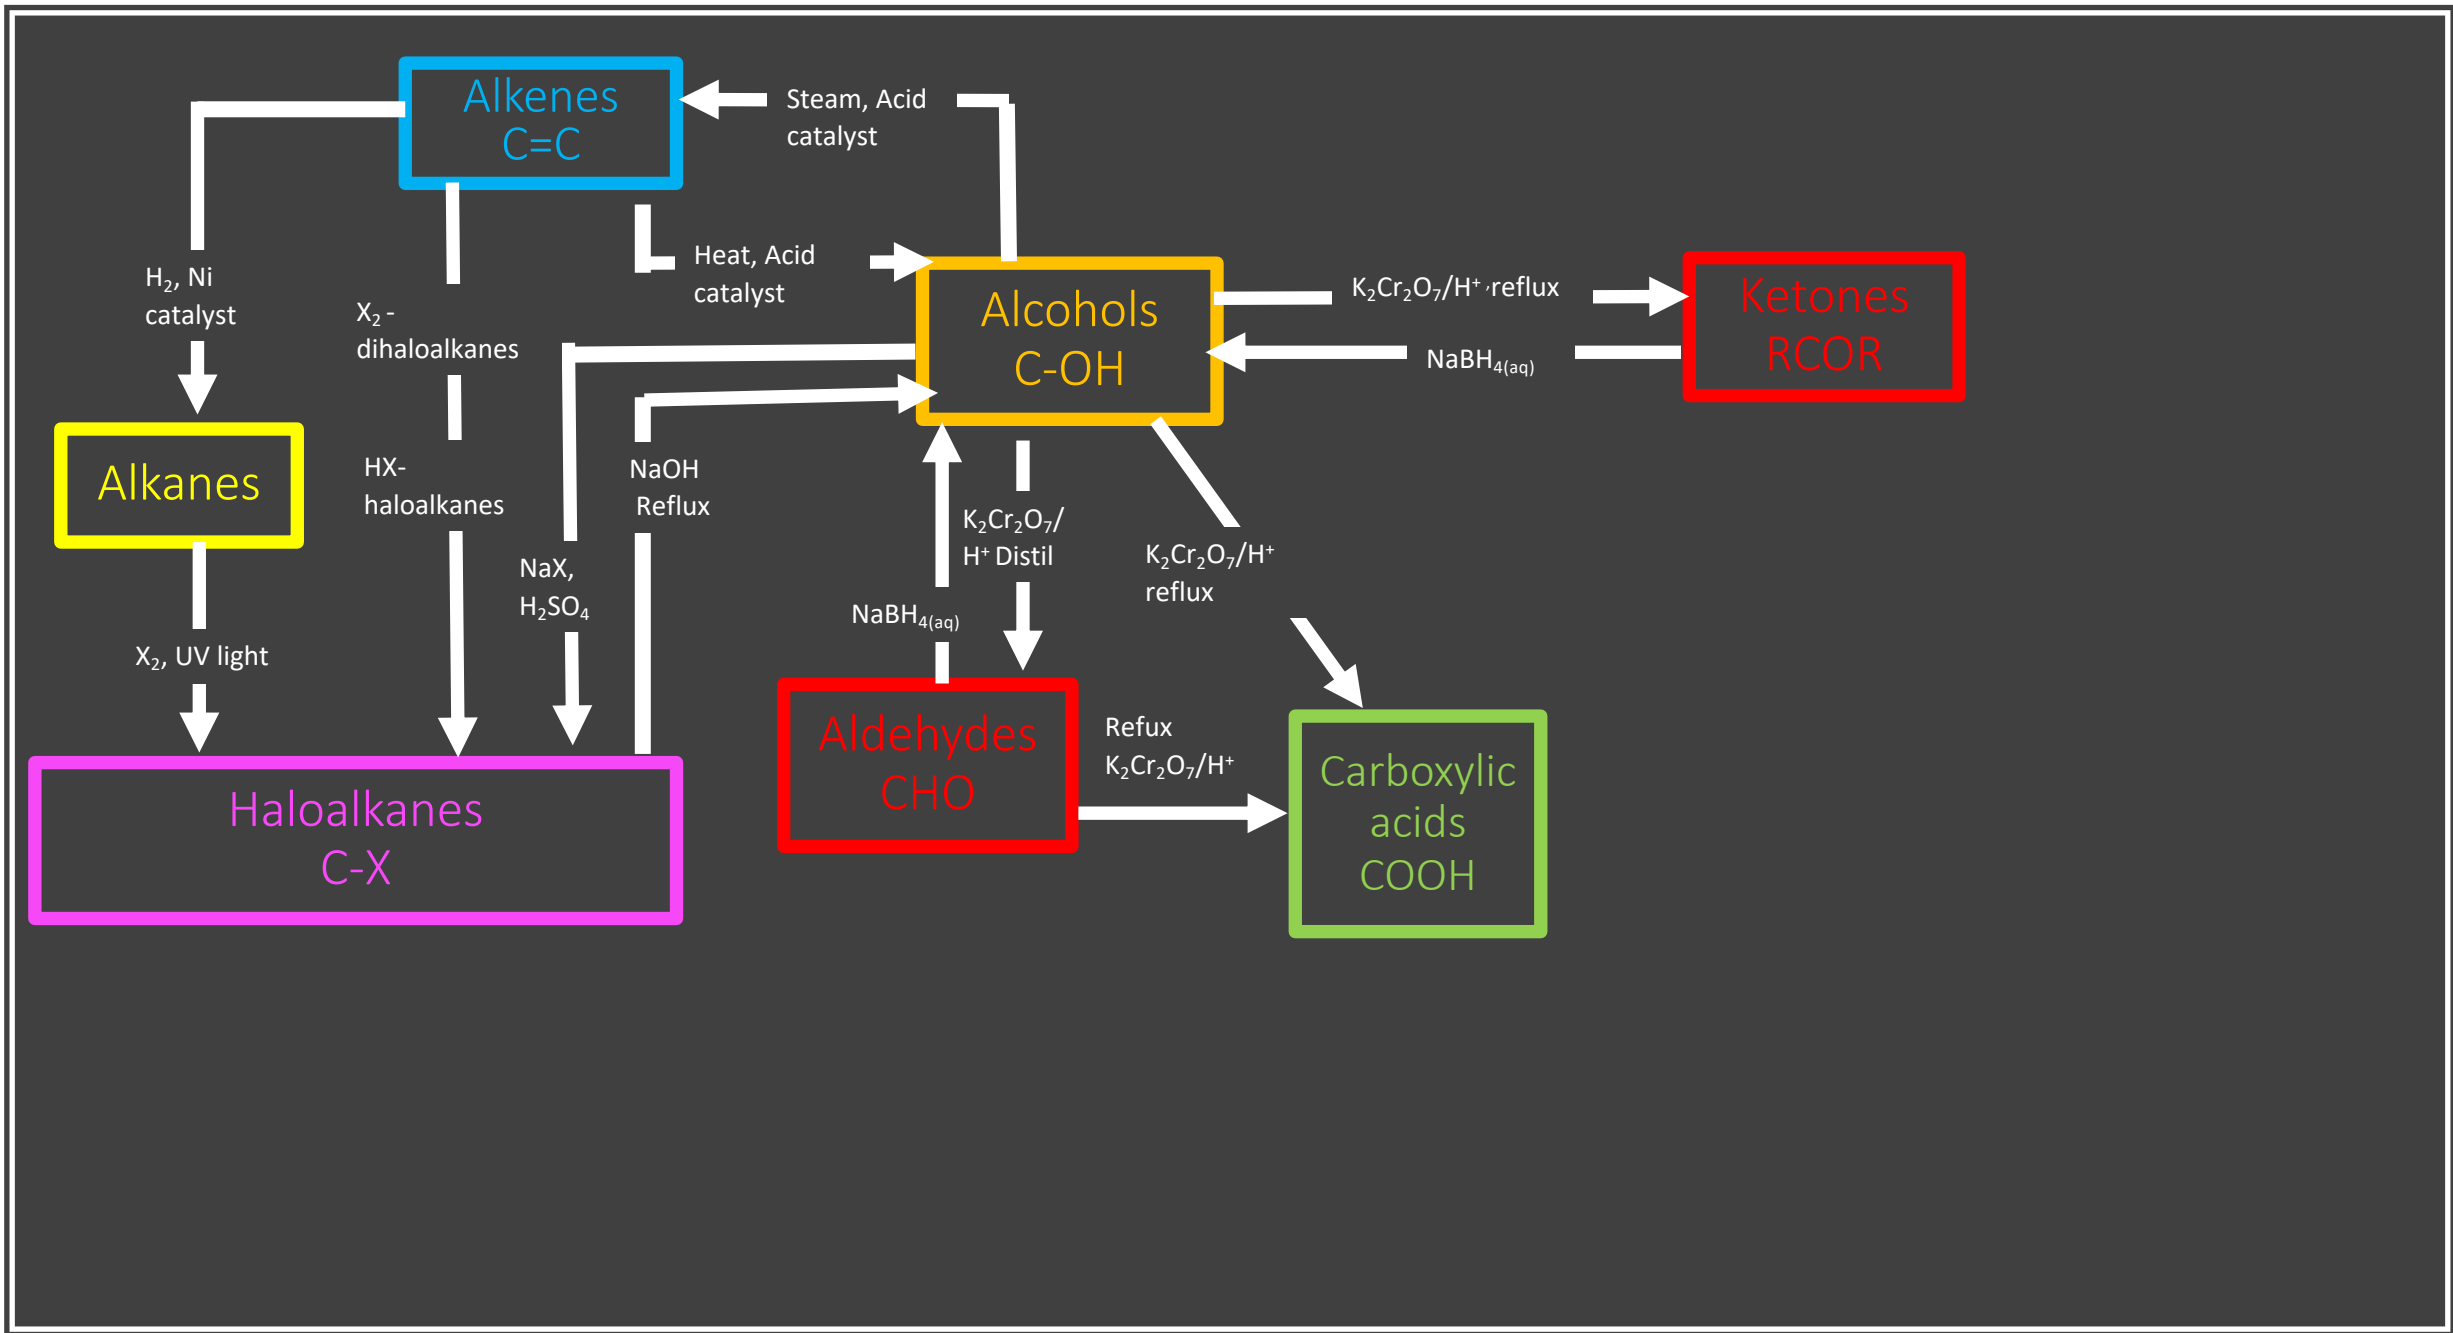 Alkenes
C=C
Steam, Acid
catalyst
Heat, Acid
catalyst
H₂, Ni
catalyst
X₂ -
dihaloalkanes
Alcohols
C-OH
K₂Cr₂O₇/H⁺ ,reflux
NaBH₄₍aq₎
Ketones
RCOR
Alkanes
HX-
haloalkanes
NaOH
Reflux
NaX,
H₂SO₄
K₂Cr₂O₇/
H⁺ Distil
K₂Cr₂O₇/H⁺
reflux
NaBH₄₍aq₎
X₂, UV light
Aldehydes
CHO
Refux
K₂Cr₂O₇/H⁺
Carboxylic
acids
COOH
Haloalkanes
C-X